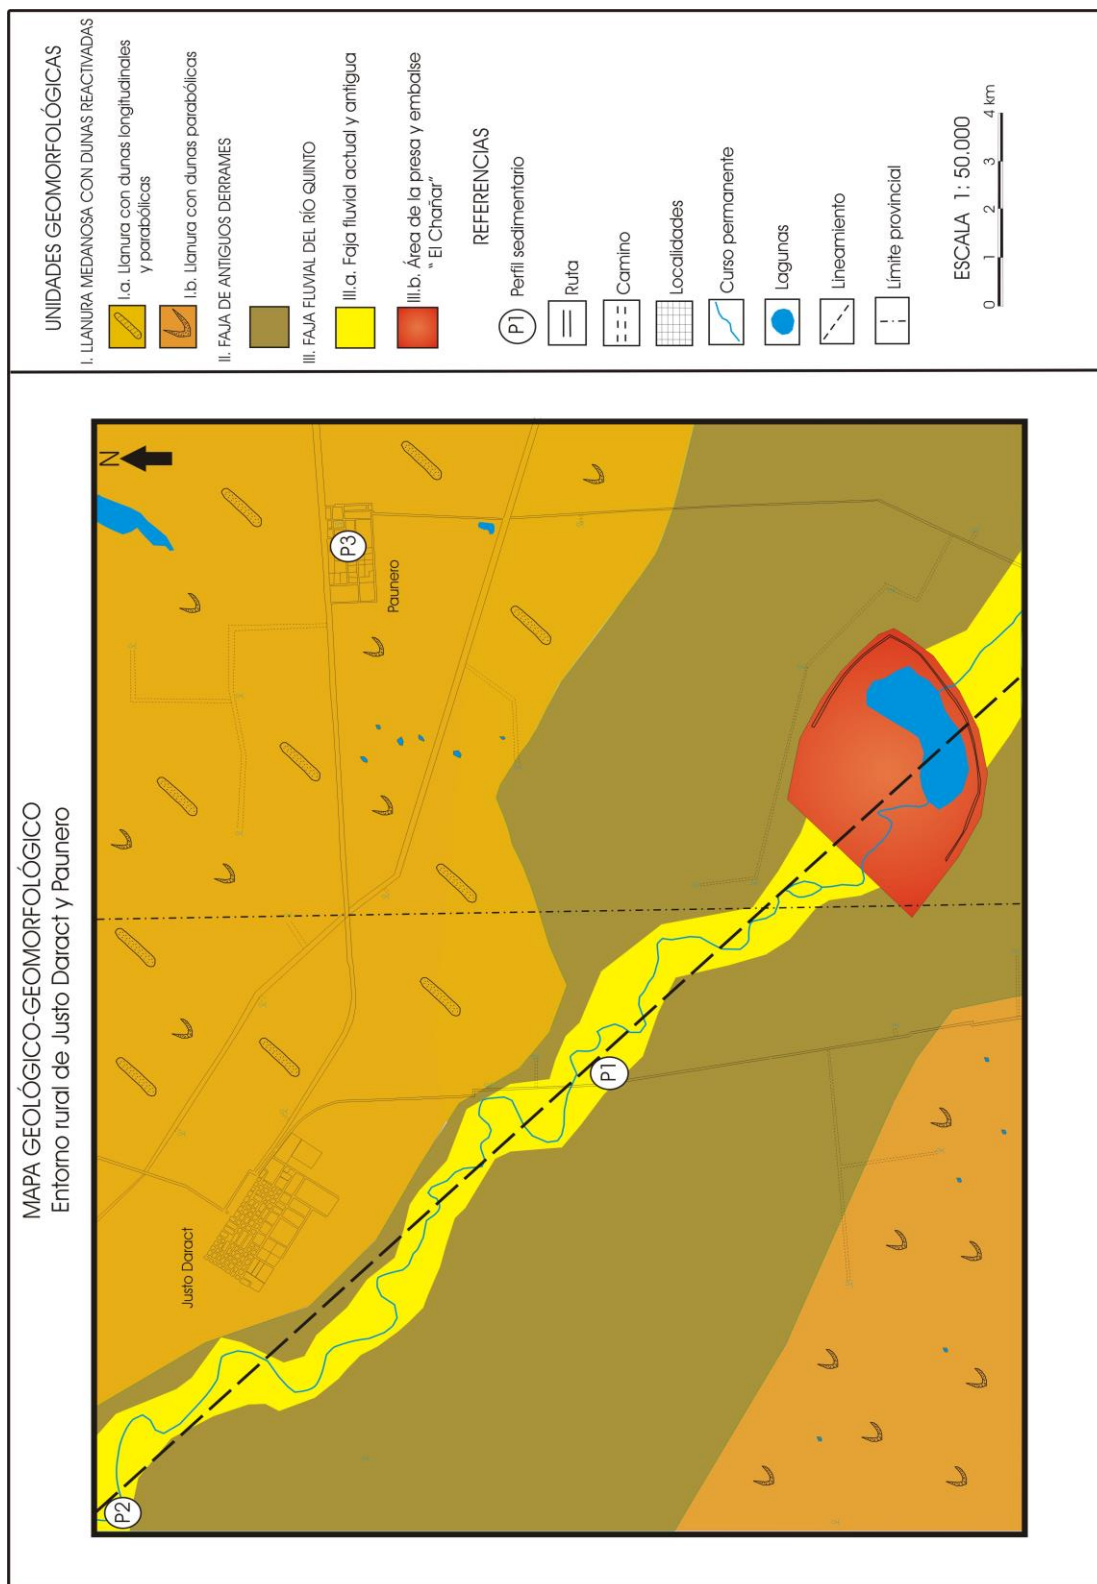 MAPA GEOLÓGICO-GEOMORFOLÓGICO
Entorno rural de Justo Daract y Paunero
N
P2
Justo Daract
P1
P3
Paunero
UNIDADES GEOMORFOLÓGICAS
I. LLANURA MEDANOSA CON DUNAS REACTIVADAS
I.a. Llanura con dunas longitudinales
y parabólicas
I.b. Llanura con dunas parabólicas
II. FAJA DE ANTIGUOS DERRAMES
III. FAJA FLUVIAL DEL RÍO QUINTO
III.a. Faja fluvial actual y antigua
III.b. Área de la presa y embalse
" El Chañar"
REFERENCIAS
P1 Perfil sedimentario
Ruta
Camino
Localidades
Curso permanente
Lagunas
Lineamiento
Límite provincial
ESCALA 1: 50.000
0 1 2 3 4 km